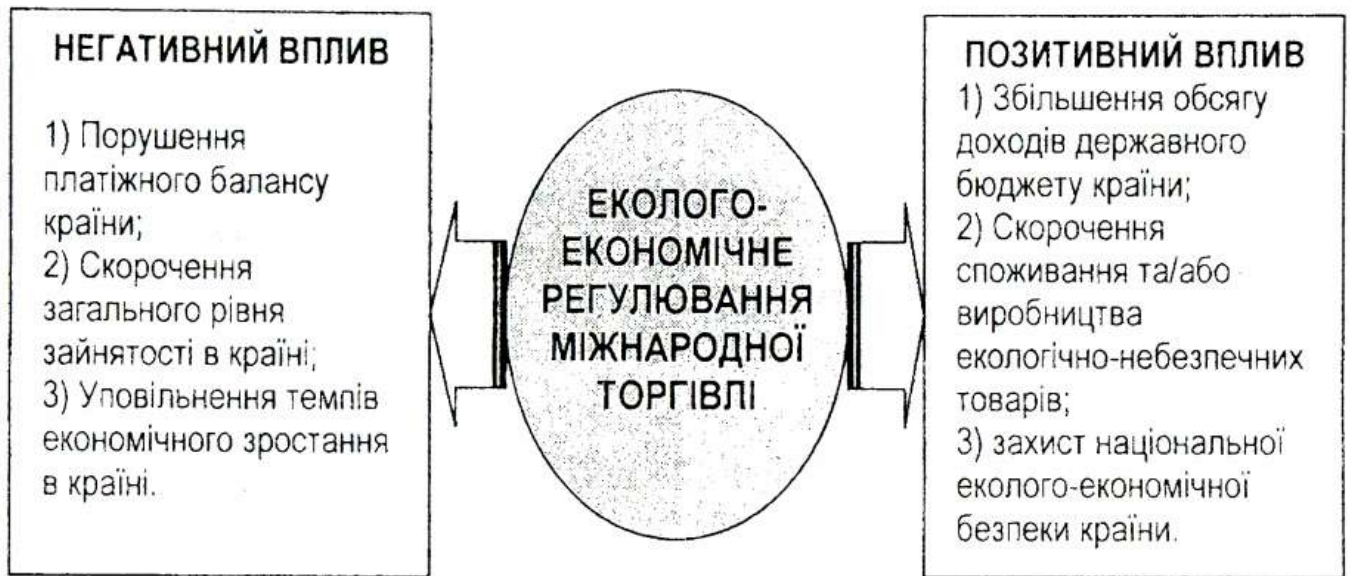 НЕГАТИВНИЙ ВПЛИВ
1) Порушення
платіжного балансу
країни;
2) Скорочення
загального рівня
зайнятості в країні;
3) Уповільнення темпів
економічного зростання
в країні.
ЕКОЛОГО-
ЕКОНОМІЧНЕ
РЕГУЛЮВАННЯ
МІЖНАРОДНОЇ
ТОРГІВЛІ
ПОЗИТИВНИЙ ВПЛИВ
1) Збільшення обсягу
доходів державного
бюджету країни;
2) Скорочення
споживання та/або
виробництва
екологічно-небезпечних
товарів;
3) захист національної
еколого-економічної
безпеки країни.